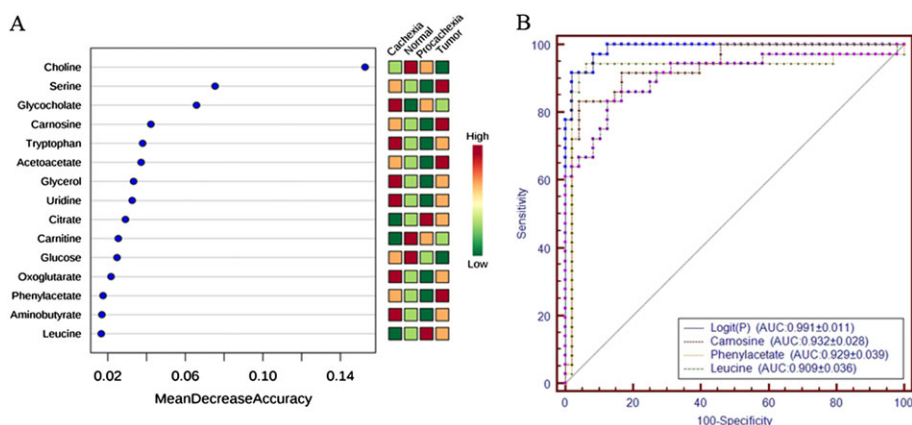 A
B
Cachexia
Normal
Procachexia
Tumor
Choline
Serine
Glycocholate
Carnosine
Tryptophan
Acetoacetate
Glycerol
Uridine
Citrate
Carnitine
Glucose
Oxoglutarate
Phenylacetate
Aminobutyrate
Leucine
0.02 0.06 0.10 0.14
MeanDecreaseAccuracy
High
Low
100
80
60
40
20
0
Sensitivity
Logit(P) (AUC:0.991±0.011)
Carnosine (AUC:0.932±0.028)
Phenylacetate (AUC:0.929±0.039)
Leucine (AUC:0.909±0.036)
0 20 40 60 80 100
100-Specificity